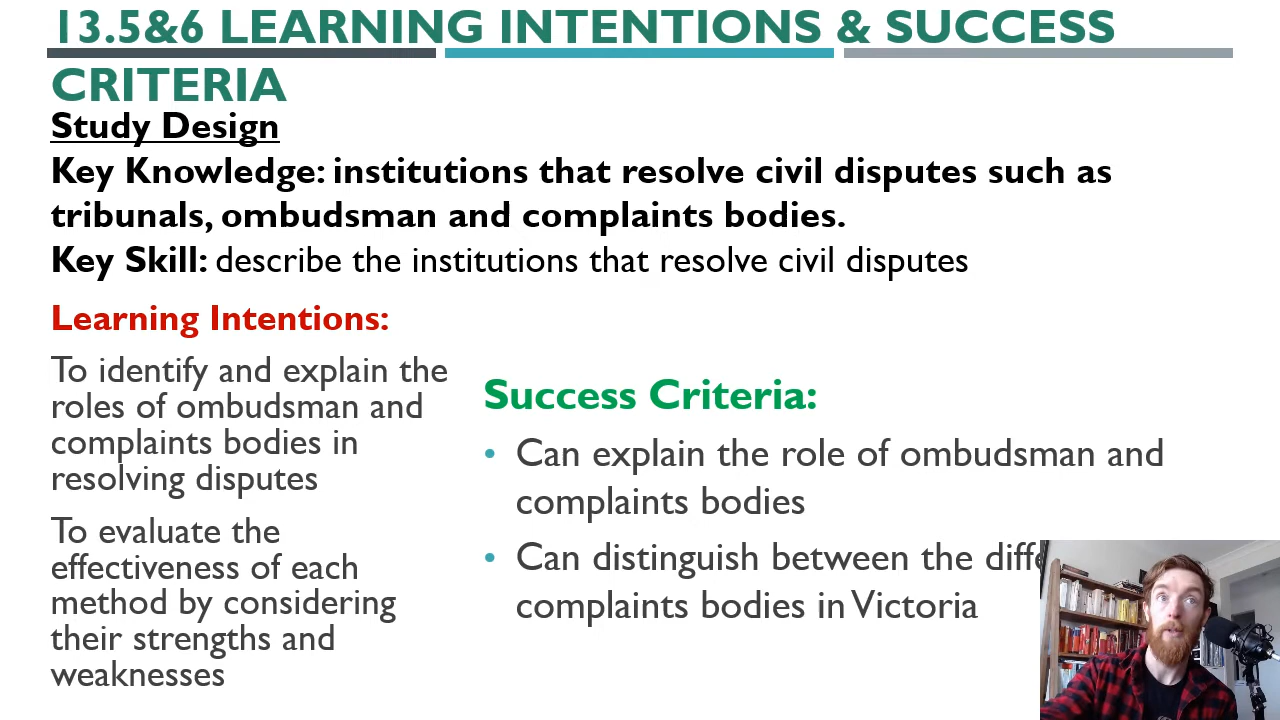 13.5&6 LEARNING INTENTIONS & SUCCESS
CRITERIA
Study Design
Key Knowledge: institutions that resolve civil disputes such as
tribunals, ombudsman and complaints bodies.
Key Skill: describe the institutions that resolve civil disputes
Learning Intentions:
To identify and explain the
roles of ombudsman and
complaints bodies in
resolving disputes
To evaluate the
effectiveness of each
method by considering
their strengths and
weaknesses
Success Criteria:
• Can explain the role of ombudsman and
complaints bodies
• Can distinguish between the
complaints bodies in Victoria